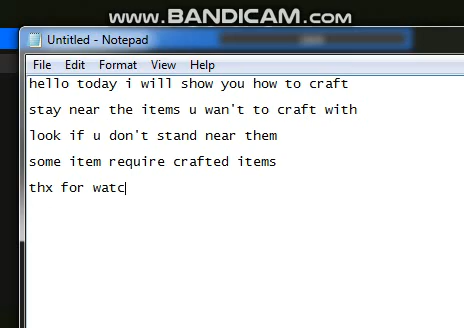 www.BANDICAM.com
Untitled - Notepad
File Edit Format View Help
hello today i will show you how to craft
stay near the items u wan't to craft with
look if u don't stand near them
some item require crafted items
thx for watc